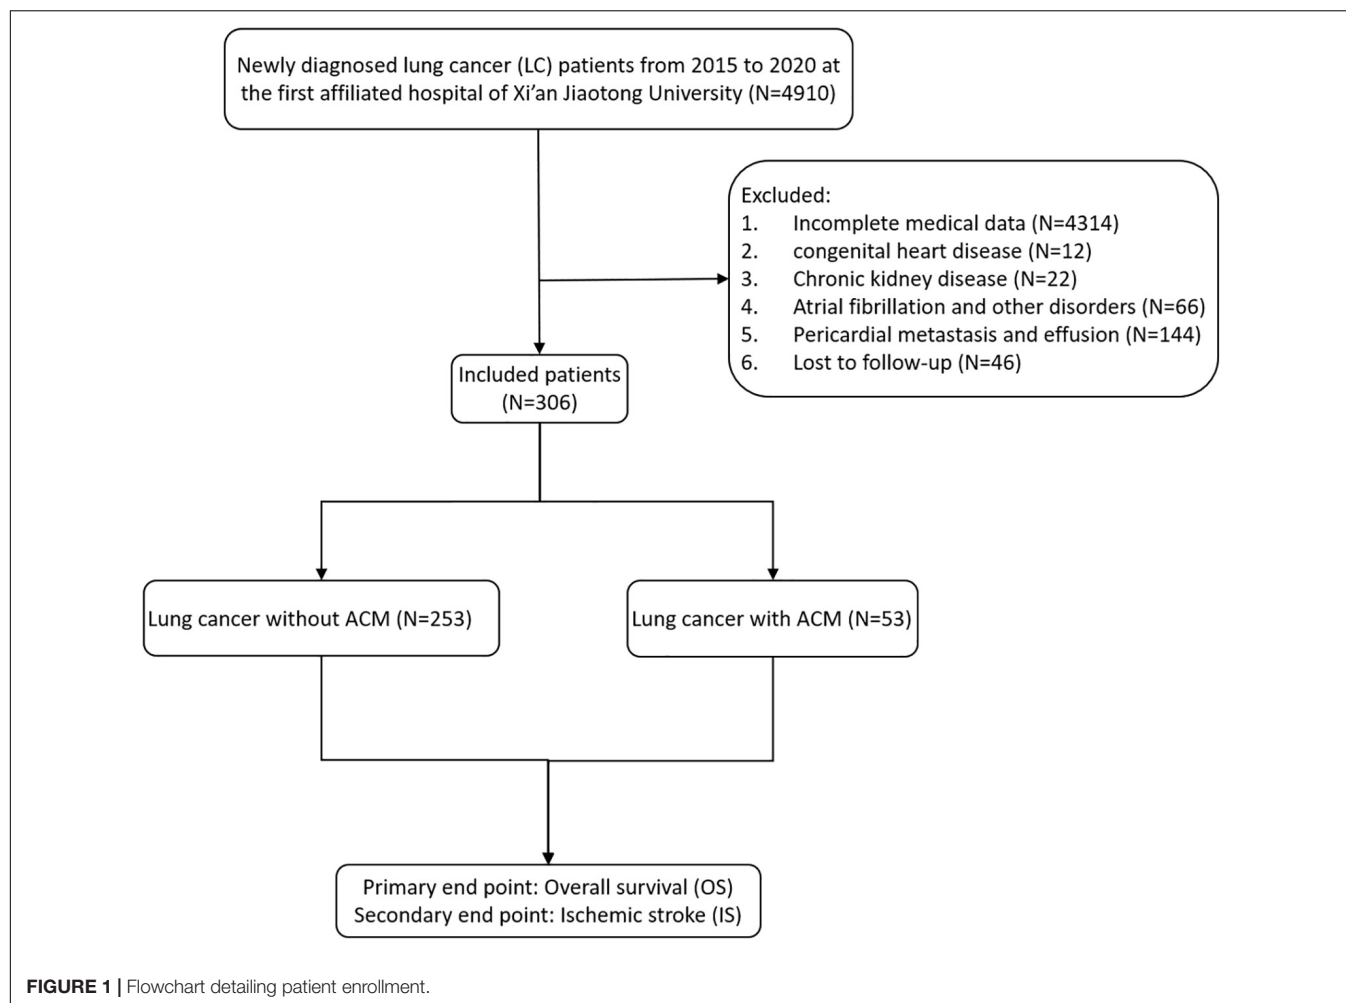 Newly diagnosed lung cancer (LC) patients from 2015 to 2020 at
the first affiliated hospital of Xi'an Jiaotong University (N=4910)
Excluded:
1. Incomplete medical data (N=4314)
2. congenital heart disease (N=12)
3. Chronic kidney disease (N=22)
4. Atrial fibrillation and other disorders (N=66)
5. Pericardial metastasis and effusion (N=144)
6. Lost to follow-up (N=46)
Included patients
(N=306)
Lung cancer without ACM (N=253)
Lung cancer with ACM (N=53)
Primary end point: Overall survival (OS)
Secondary end point: Ischemic stroke (IS)
FIGURE 1 | Flowchart detailing patient enrollment.